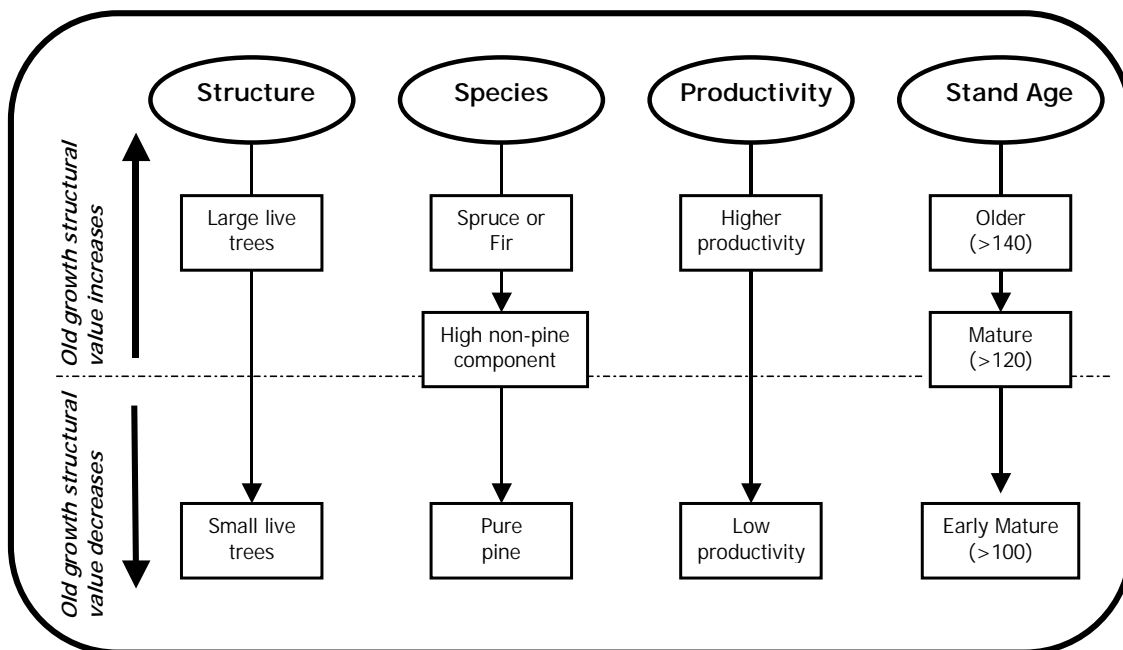 Structure
Species
Productivity
Stand Age
Old growth structural
value increases
Large live
trees
Spruce or
Fir
Higher
productivity
Older
(>140)
High non-pine
component
Mature
(>120)
Old growth structural
value decreases
Small live
trees
Pure
pine
Low
productivity
Early Mature
(>100)